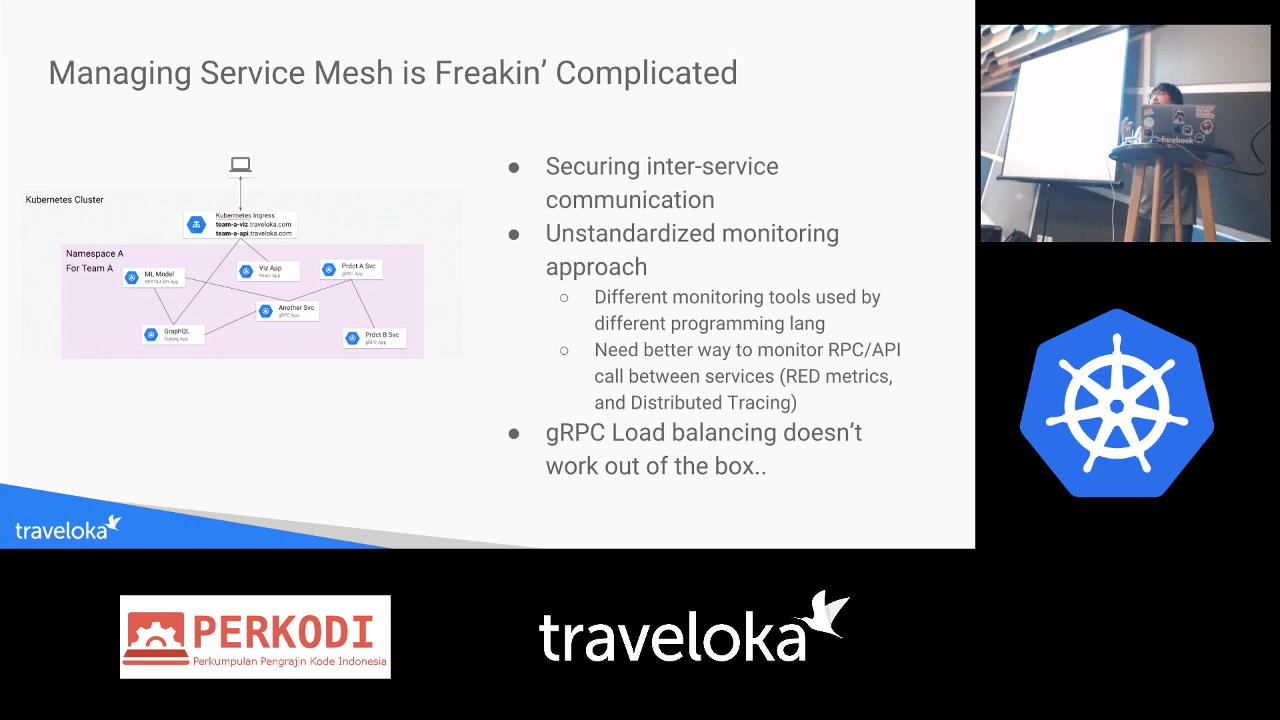 Managing Service Mesh is Freakin’ Complicated
Kubernetes Cluster
Kubernetes Ingress
team-a-viz.traveloka.com
team-a-api.traveloka.com
Namespace A
For Team A
ML Model
RESTful API App
Viz App
React App
Prdct A Svc
gRPC App
Another Svc
gRPC App
GraphQL
Golang App
Prdct B Svc
gRPC App
● Securing inter-service
communication
● Unstandardized monitoring
approach
○ Different monitoring tools used by
different programming lang
○ Need better way to monitor RPC/API
call between services (RED metrics,
and Distributed Tracing)
● gRPC Load balancing doesn’t
work out of the box..
traveloka
facebook
PERKODI
Perkumpulan Pengrajin Kode Indonesia
traveloka